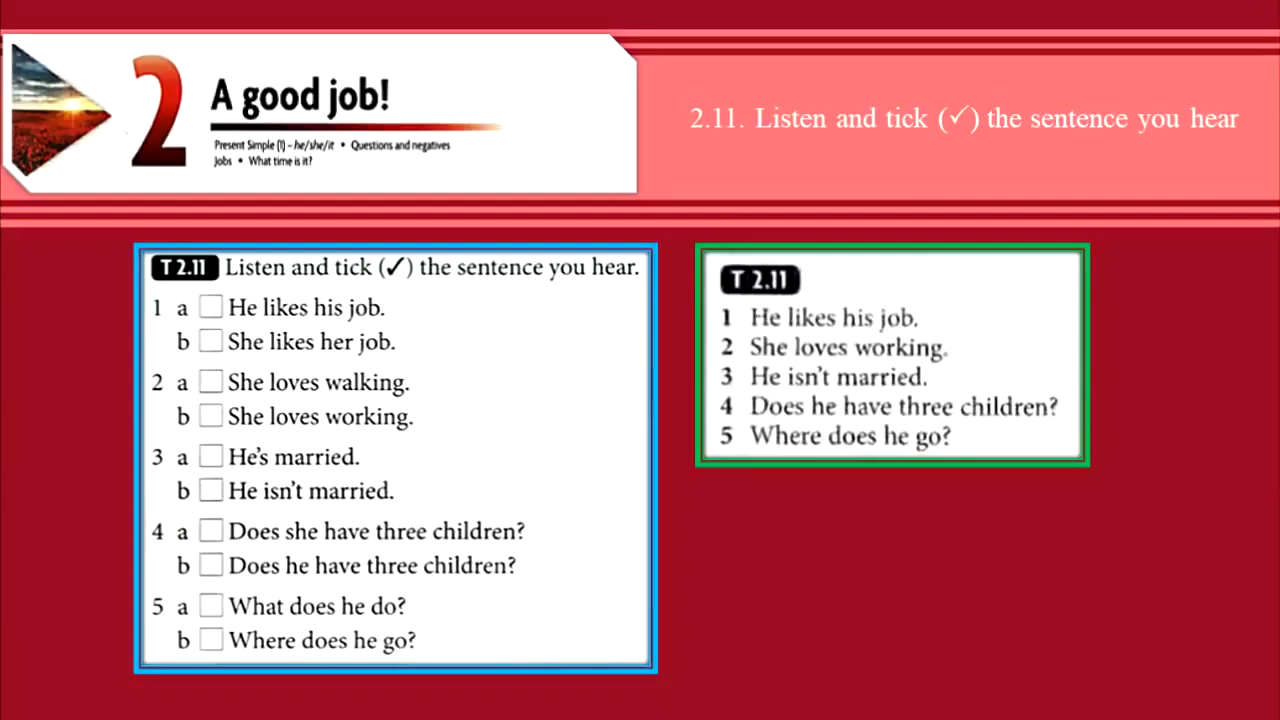 2
A good job!
Present Simple (1) – he/she/it • Questions and negatives
Jobs • What time is it?
2.11. Listen and tick (✓) the sentence you hear
T 2.11 Listen and tick (✓) the sentence you hear.
1 a He likes his job.
b She likes her job.
2 a She loves walking.
b She loves working.
3 a He's married.
b He isn't married.
4 a Does she have three children?
b Does he have three children?
5 a What does he do?
b Where does he go?
T 2.11
1 He likes his job.
2 She loves working.
3 He isn't married.
4 Does he have three children?
5 Where does he go?